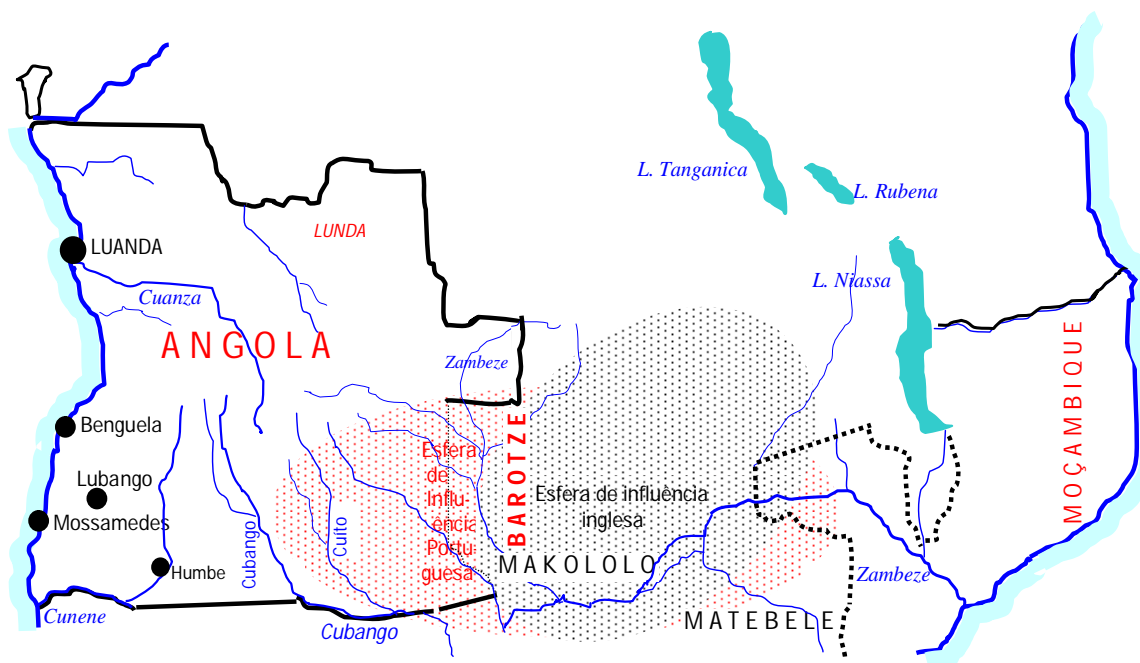 L. Tanganica
L. Rubena
LUNDA
LUANDA
L. Niassa
Cuanza
ANGOLA
Zambeze
MOÇAMBIQUE
BAROTZE
Benguela
Esfera
de
Influ-
ência
Portu
guesa
Lubango
Esfera de influência
inglesa
Mossamedes
Cubango
Cuito
MAKOLOLO
Humbe
Zambeze
Cunene
Cubango
MATEBELE